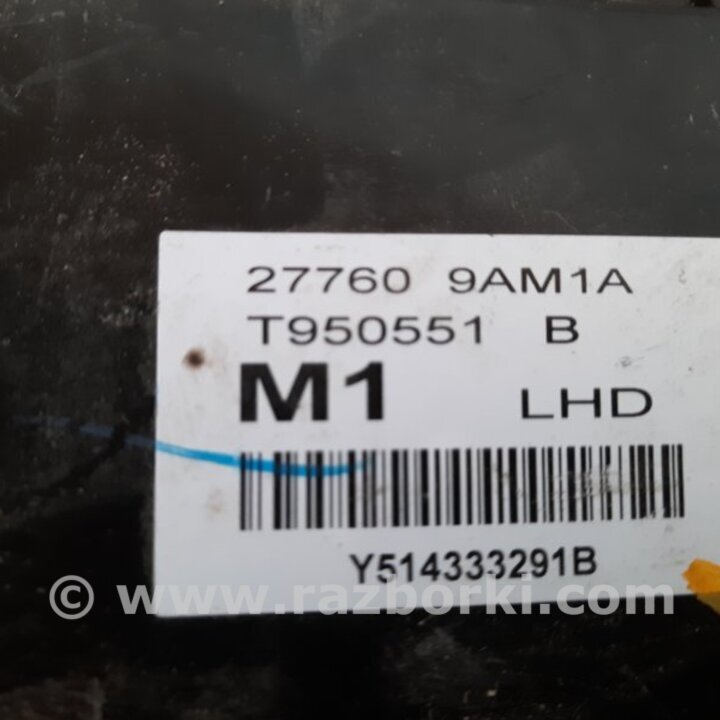 27760 9AM1A
T950551 B
M1 LHD
Y514333291B
© www.razborki.com